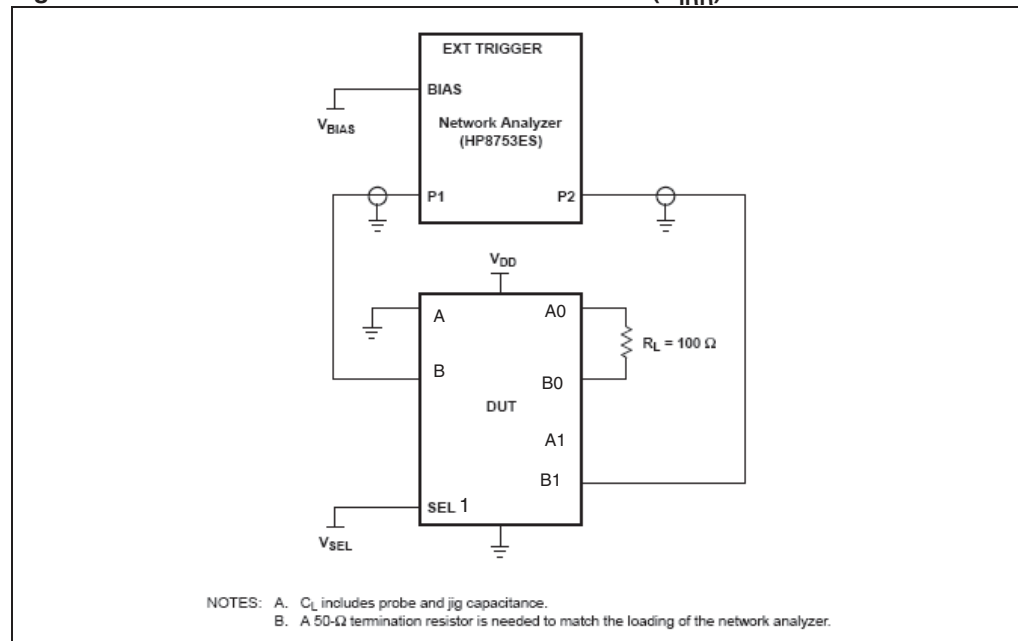 EXT TRIGGER
BIAS
VBIAS
Network Analyzer
(HP8753ES)
P1
P2
VDD
A
A0
RL = 100 Ω
B
B0
DUT
A1
B1
SEL 1
VSEL
NOTES: A. CL includes probe and jig capacitance.
B. A 50-Ω termination resistor is needed to match the loading of the network analyzer.